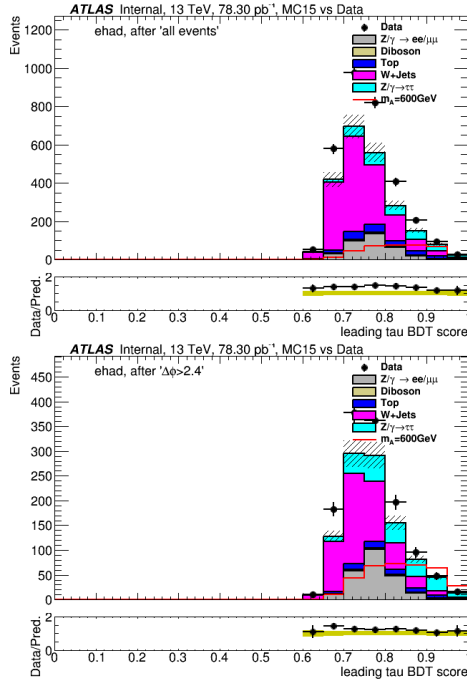 ATLAS Internal, 13 TeV, 78.30 pb⁻¹, MC15 vs Data
Events
1200
1000
800
600
400
200
0
ehad, after 'all events'
Data
Z/γ → ee/μμ
Diboson
Top
W+Jets
Z/γ→ττ
m_A=600GeV
Data/Pred.
2
0
0 0.1 0.2 0.3 0.4 0.5 0.6 0.7 0.8 0.9
leading tau BDT score
ATLAS Internal, 13 TeV, 78.30 pb⁻¹, MC15 vs Data
Events
450
400
350
300
250
200
150
100
50
0
ehad, after 'Δϕ>2.4'
Data
Z/γ → ee/μμ
Diboson
Top
W+Jets
Z/γ→ττ
m_A=600GeV
Data/Pred.
2
1
0
0 0.1 0.2 0.3 0.4 0.5 0.6 0.7 0.8 0.9
leading tau BDT score